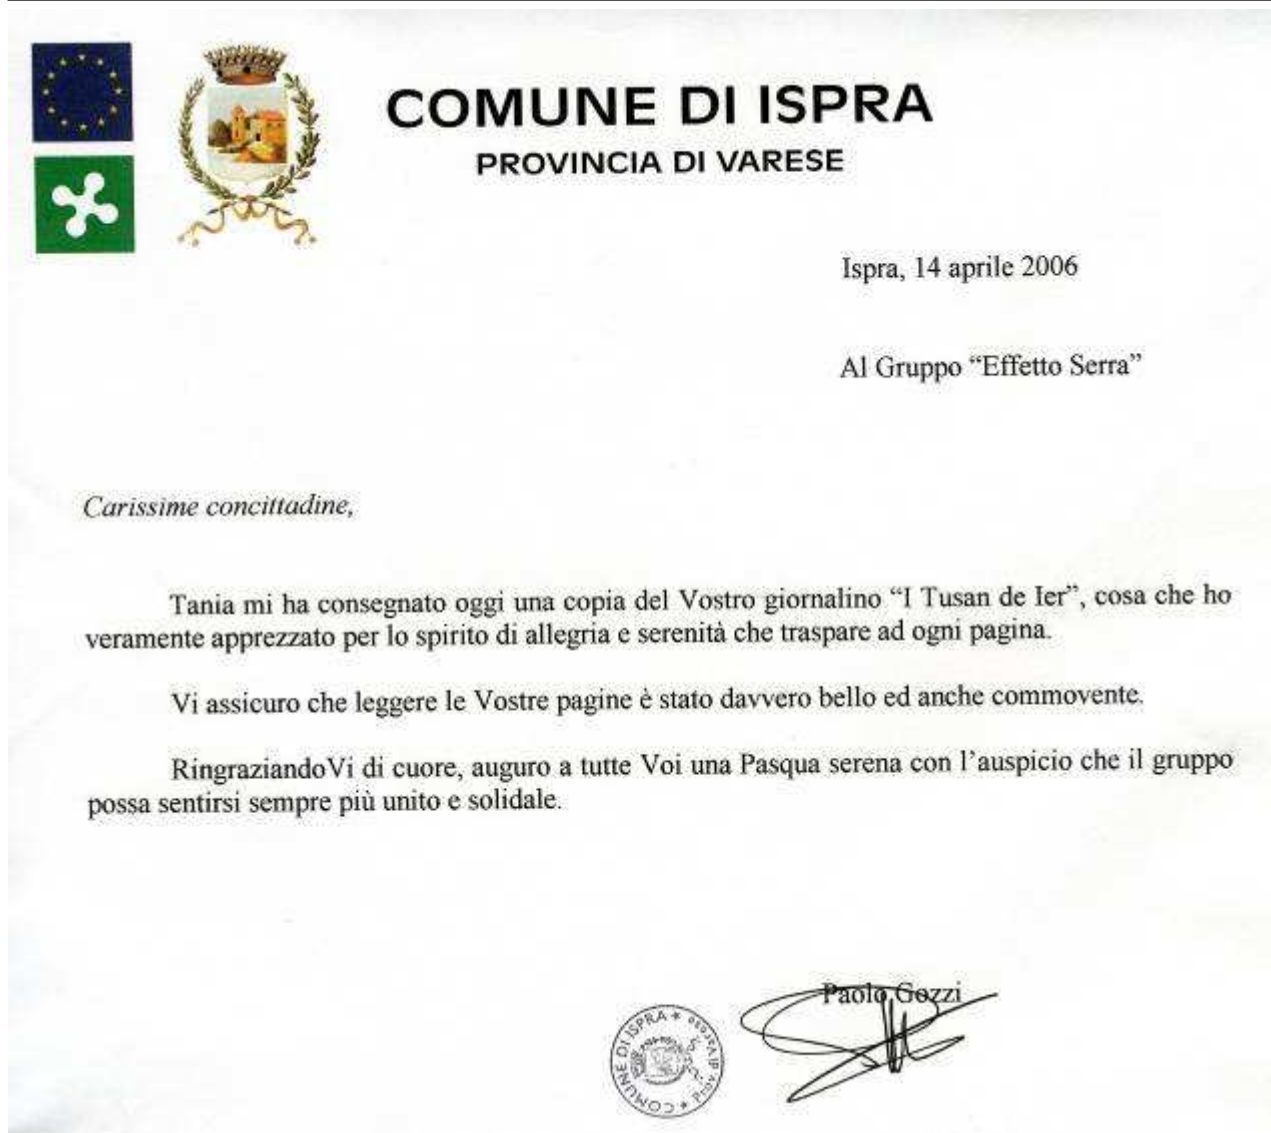 COMUNE DI ISPRA
PROVINCIA DI VARESE
Ispra, 14 aprile 2006
Al Gruppo “Effetto Serra”
Carissime concittadine,
Tania mi ha consegnato oggi una copia del Vostro giornalino “I Tusan de Ier”, cosa che ho
veramente apprezzato per lo spirito di allegria e serenità che traspare ad ogni pagina.
Vi assicuro che leggere le Vostre pagine è stato davvero bello ed anche commovente.
RingraziandoVi di cuore, auguro a tutte Voi una Pasqua serena con l’auspicio che il gruppo
possa sentirsi sempre più unito e solidale.
Paolo Gozzi
COMUNE DI ISPRA * Prov. di Varese *